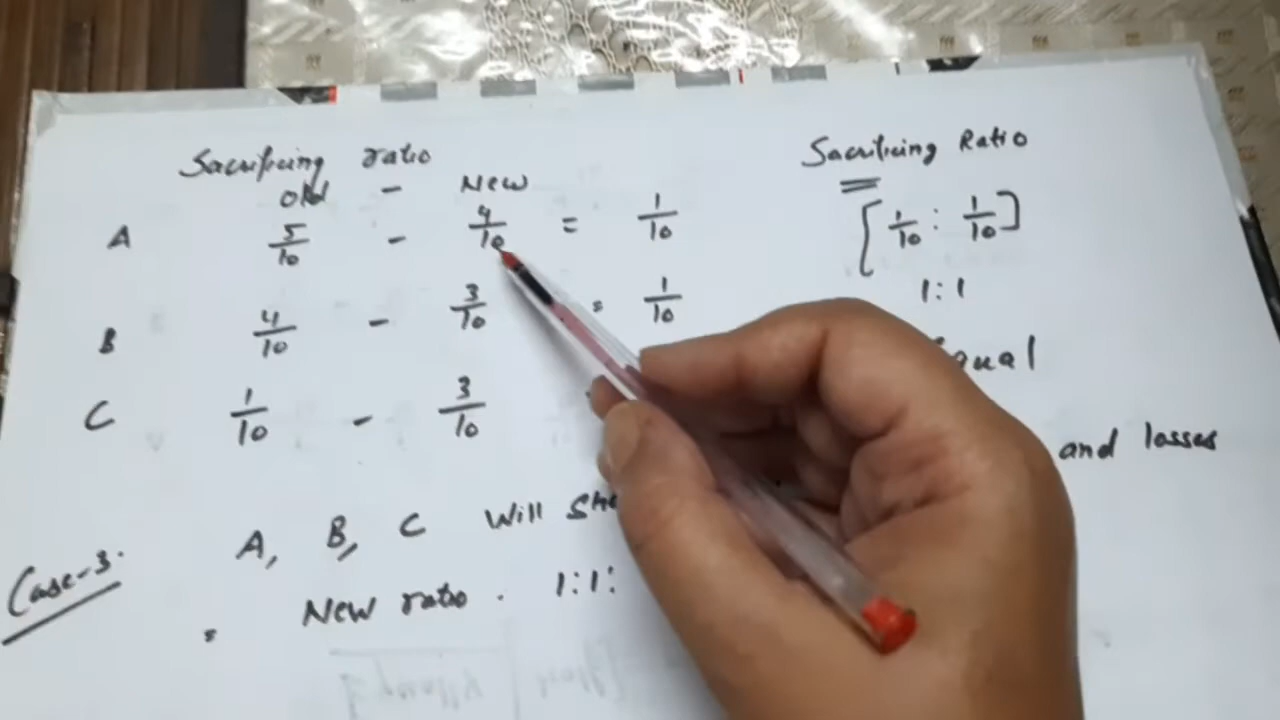 Sacrificing ratio
Old - New
A 5/10 - 4/10 = 1/10
B 4/10 - 3/10 = 1/10
C 1/10 - 3/10
Sacrificing Ratio
[1/10 : 1/10]
1:1
and losses
Case-3. A, B, C Will
New ratio. 1:1: